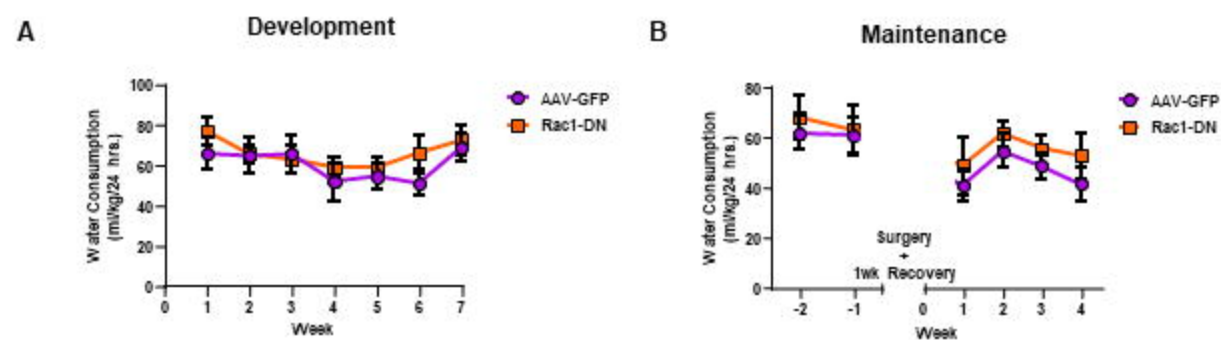 A
Development
Water Consumption
(ml/kg/24 hrs.)
100
80
60
40
20
0
0 1 2 3 4 5 6 7
Week
AAV-GFP
Rac1-DN
B
Maintenance
Water Consumption
(ml/kg/24 hrs.)
80
60
40
20
0
Surgery
+
1wk Recovery
-2 -1 0 1 2 3 4
Week
AAV-GFP
Rac1-DN